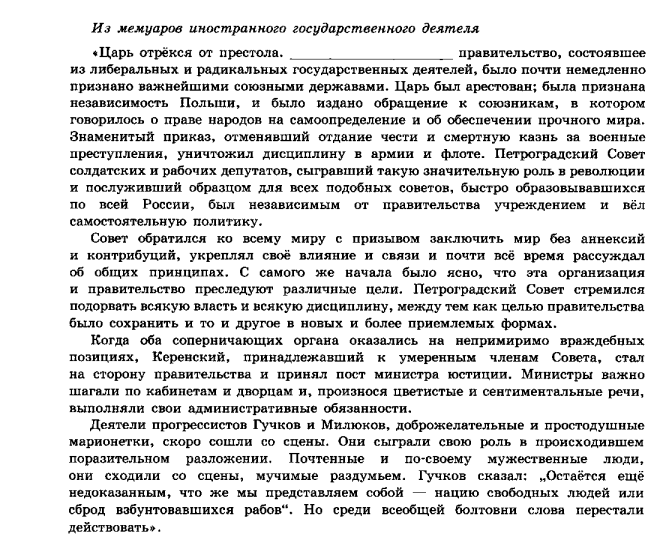 Из мемуаров иностранного государственного деятеля
«Царь отрёкся от престола. ____________________ правительство, состоявшее
из либеральных и радикальных государственных деятелей, было почти немедленно
признано важнейшими союзными державами. Царь был арестован; была признана
независимость Польши, и было издано обращение к союзникам, в котором
говорилось о праве народов на самоопределение и об обеспечении прочного мира.
Знаменитый приказ, отменявший отдание чести и смертную казнь за военные
преступления, уничтожил дисциплину в армии и флоте. Петроградский Совет
солдатских и рабочих депутатов, сыгравший такую значительную роль в революции
и послуживший образцом для всех подобных советов, быстро образовывавшихся
по всей России, был независимым от правительства учреждением и вёл
самостоятельную политику.
Совет обратился ко всему миру с призывом заключить мир без аннексий
и контрибуций, укреплял своё влияние и связи и почти всё время рассуждал
об общих принципах. С самого же начала было ясно, что эта организация
и правительство преследуют различные цели. Петроградский Совет стремился
подорвать всякую власть и всякую дисциплину, между тем как целью правительства
было сохранить и то и другое в новых и более приемлемых формах.
Когда оба соперничающих органа оказались на непримиримо враждебных
позициях, Керенский, принадлежавший к умеренным членам Совета, стал
на сторону правительства и принял пост министра юстиции. Министры важно
шагали по кабинетам и дворцам и, произнося цветистые и сентиментальные речи,
выполняли свои административные обязанности.
Деятели прогрессистов Гучков и Милюков, доброжелательные и простодушные
марионетки, скоро сошли со сцены. Они сыграли свою роль в происходившем
поразительном разложении. Почтенные и по-своему мужественные люди,
они сходили со сцены, мучимые раздумьем. Гучков сказал: „Остаётся ещё
недоказанным, что же мы представляем собой — нацию свободных людей или
сброд взбунтовавшихся рабов“. Но среди всеобщей болтовни слова перестали
действовать».